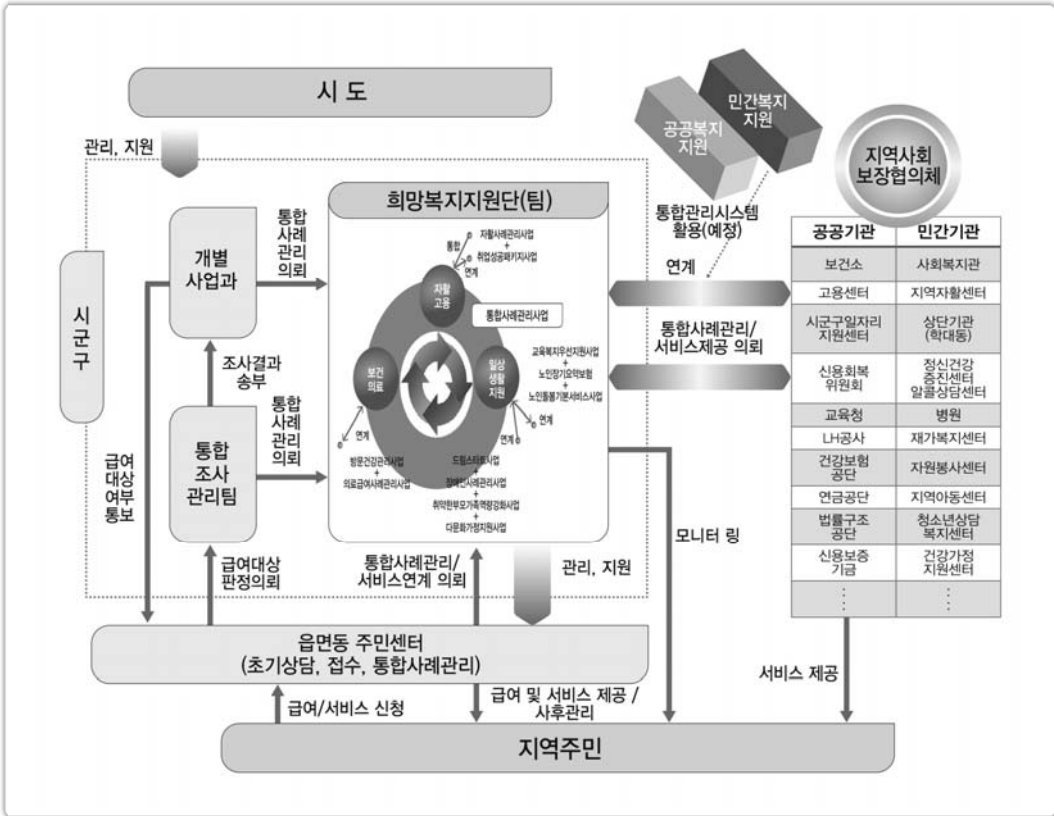 시 도
관리, 지원
시
군
구
개별
사업과
통합
사례
관리
의뢰
조사결과
송부
통합
조사
관리팀
통합
사례
관리
의뢰
급여
대상
여부
통보
급여대상
판정의뢰
희망복지지원단(팀)
통합
자활사례관리사업
+
취업성공패키지사업
연계
자활
고용
통합사례관리사업
보건
의료
일상
생활
지원
교육복지우선지원사업
+
노인장기요양보험
+
노인돌봄기본서비스사업
연계
방문건강관리사업
+
의료급여사례관리사업
연계
드림스타트사업
+
장애인사례관리사업
+
취약한부모가족역량강화사업
+
다문화가정지원사업
통합사례관리/
서비스연계 의뢰
관리, 지원
공공복지
지원
민간복지
지원
통합관리시스템
활용(예정)
연계
통합사례관리/
서비스제공 의뢰
모니터 링
지역사회
보장협의체
공공기관 민간기관
보건소 사회복지관
고용센터 지역자활센터
시군구일자리
지원센터
상단기관
(학대동)
신용회복
위원회
정신건강
증진센터
알콜상담센터
교육청 병원
LH공사 재가복지센터
건강보험
공단
자원봉사센터
연금공단 지역아동센터
법률구조
공단
청소년상담
복지센터
신용보증
기금
건강가정
지원센터
⋮ ⋮
서비스 제공
읍면동 주민센터
(초기상담, 접수, 통합사례관리)
급여/서비스 신청
급여 및 서비스 제공 /
사후관리
지역주민